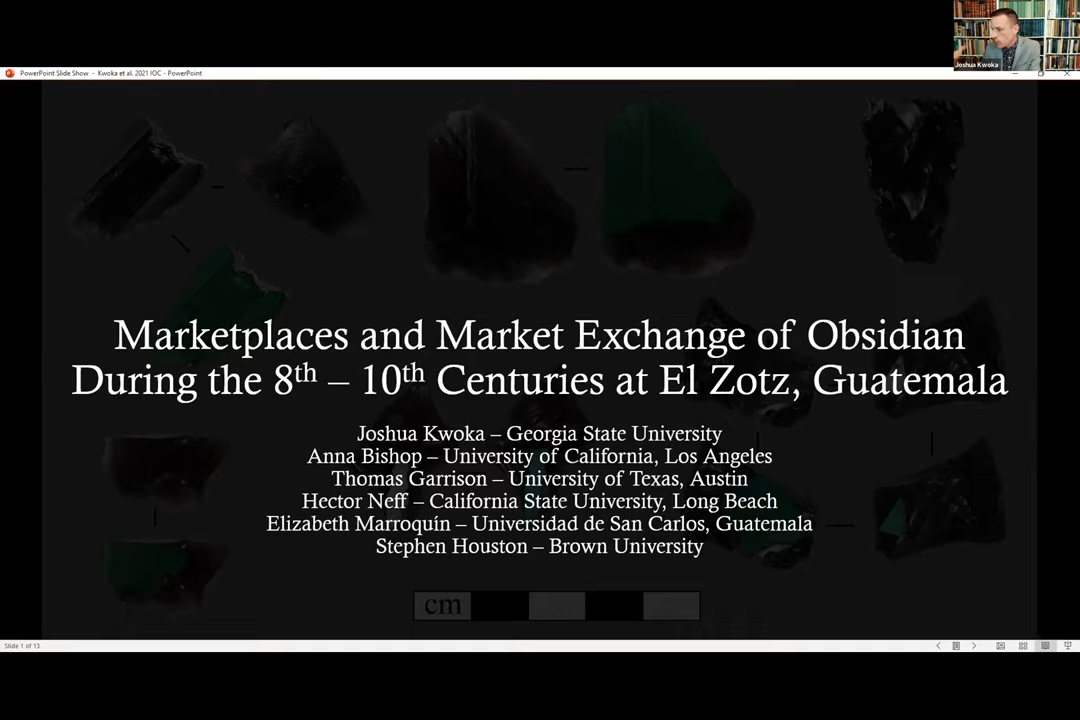 Joshua Kwoka
PowerPoint Slide Show - Kwoka et al. 2021 IOC - PowerPoint
Marketplaces and Market Exchange of Obsidian
During the 8th – 10th Centuries at El Zotz, Guatemala
Joshua Kwoka – Georgia State University
Anna Bishop – University of California, Los Angeles
Thomas Garrison – University of Texas, Austin
Hector Neff – California State University, Long Beach
Elizabeth Marroquín – Universidad de San Carlos, Guatemala
Stephen Houston – Brown University
cm
Slide 1 of 13